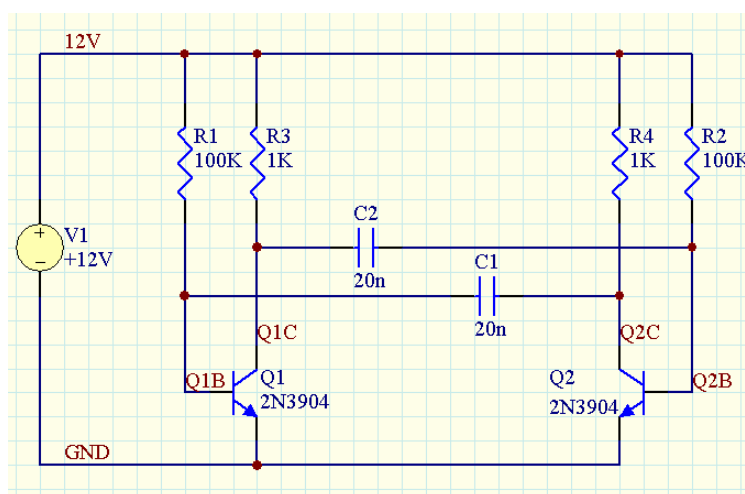 12V
R1
100K
R3
1K
R4
1K
R2
100K
C2
20n
V1
+12V
C1
20n
Q1C
Q2C
Q1B
Q1
2N3904
Q2
2N3904
Q2B
GND